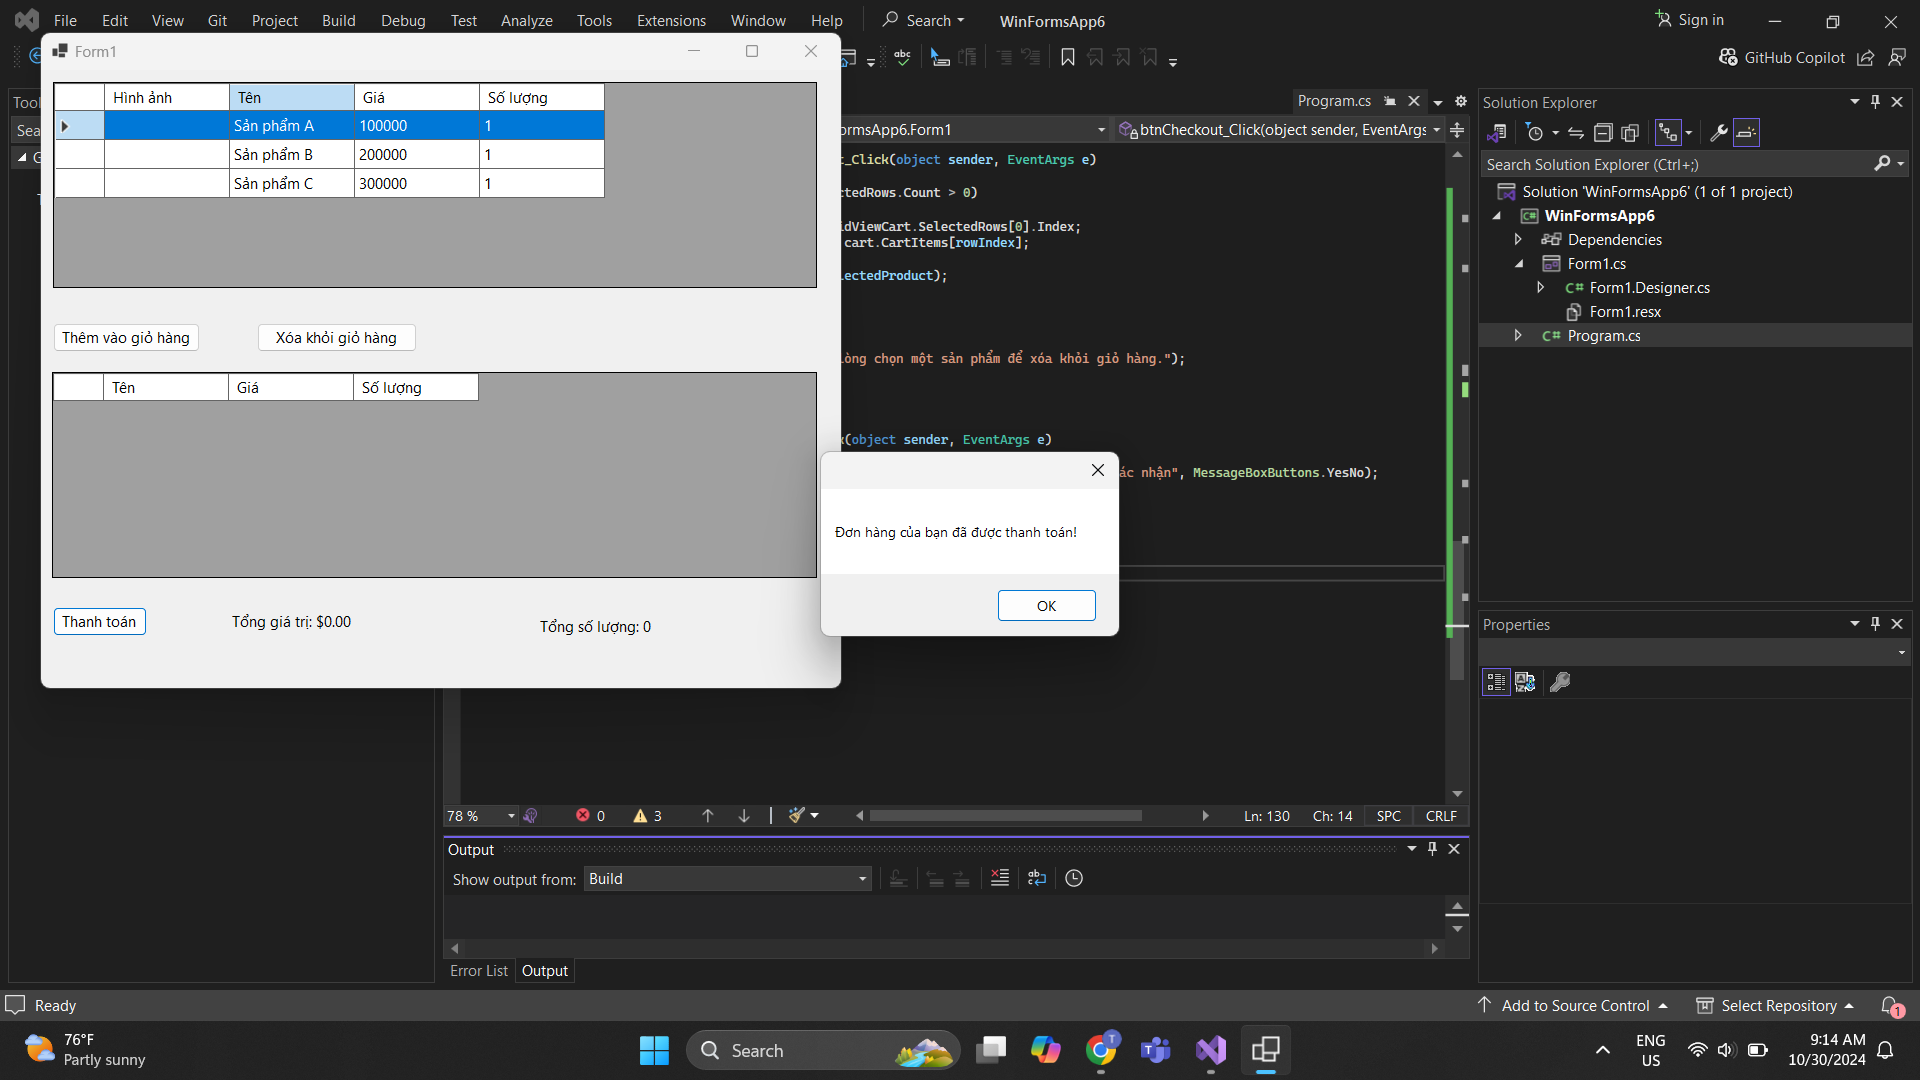 File Edit View Git Project Build Debug Test Analyze Tools Extensions Window Help Search WinFormsApp6 Sign in
GitHub Copilot
Form1
Hình ảnh Tên Giá Số lượng
Sản phẩm A 100000 1
Sản phẩm B 200000 1
Sản phẩm C 300000 1
Thêm vào giỏ hàng Xóa khỏi giỏ hàng
Tên Giá Số lượng
Thanh toán Tổng giá trị: $0.00 Tổng số lượng: 0
Program.cs
ormsApp6.Form1 btnCheckout_Click(object sender, EventArgs
t_Click(object sender, EventArgs e)
ctedRows.Count > 0)
idViewCart.SelectedRows[0].Index;
cart.CartItems[rowIndex];
lectedProduct);
lòng chọn một sản phẩm để xóa khỏi giỏ hàng.");
(object sender, EventArgs e)
ác nhận", MessageBoxButtons.YesNo);
Đơn hàng của bạn đã được thanh toán!
OK
78 % 0 3 Ln: 130 Ch: 14 SPC CRLF
Output
Show output from: Build
Error List Output
Solution Explorer
Search Solution Explorer (Ctrl+;)
Solution 'WinFormsApp6' (1 of 1 project)
WinFormsApp6
Dependencies
Form1.cs
Form1.Designer.cs
Form1.resx
Program.cs
Properties
Ready Add to Source Control Select Repository 1
76°F
Partly sunny
Search
ENG
US
9:14 AM
10/30/2024